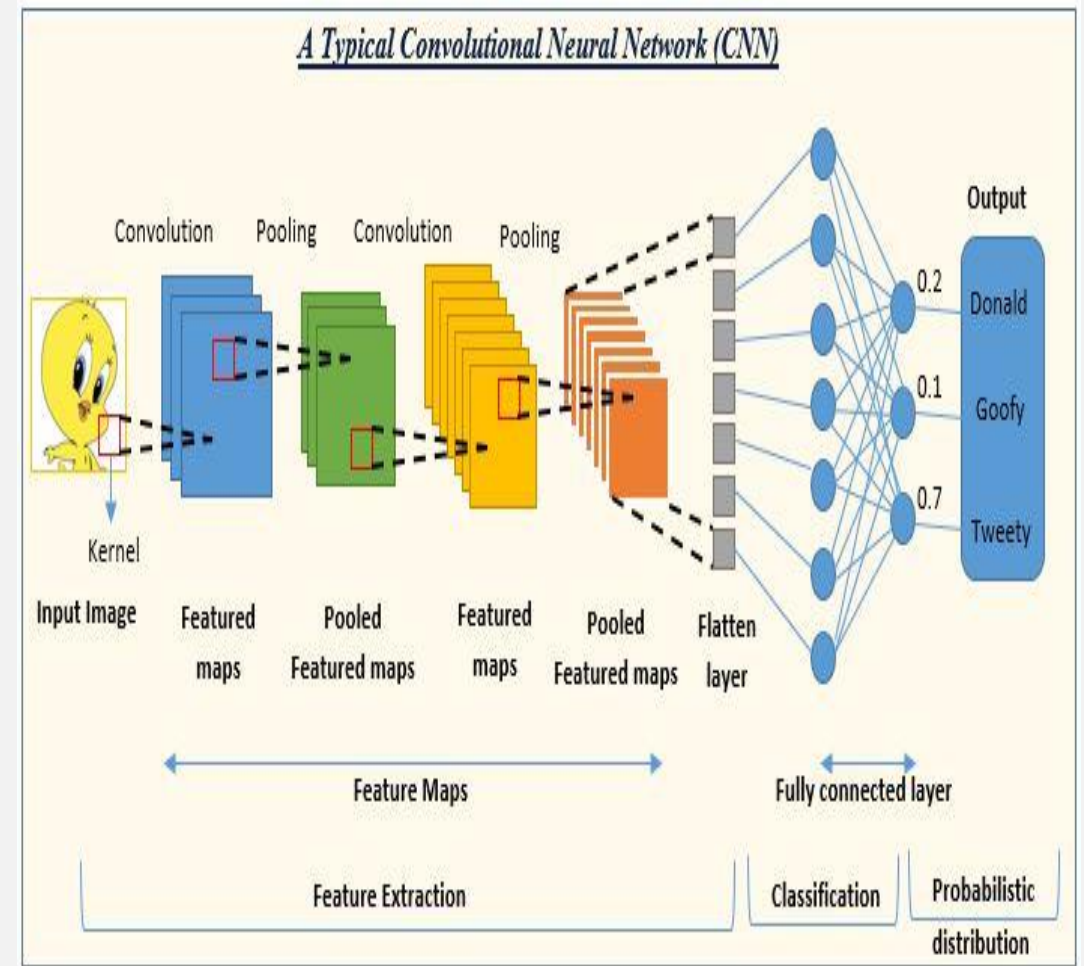 A Typical Convolutional Neural Network (CNN)
Convolution
Pooling
Convolution
Pooling
Output
0.2
Donald
0.1
Goofy
0.7
Tweety
Kernel
Input Image
Featured
maps
Pooled
Featured maps
Featured
maps
Pooled
Featured maps
Flatten
layer
Feature Maps
Fully connected layer
Feature Extraction
Classification
Probabilistic
distribution